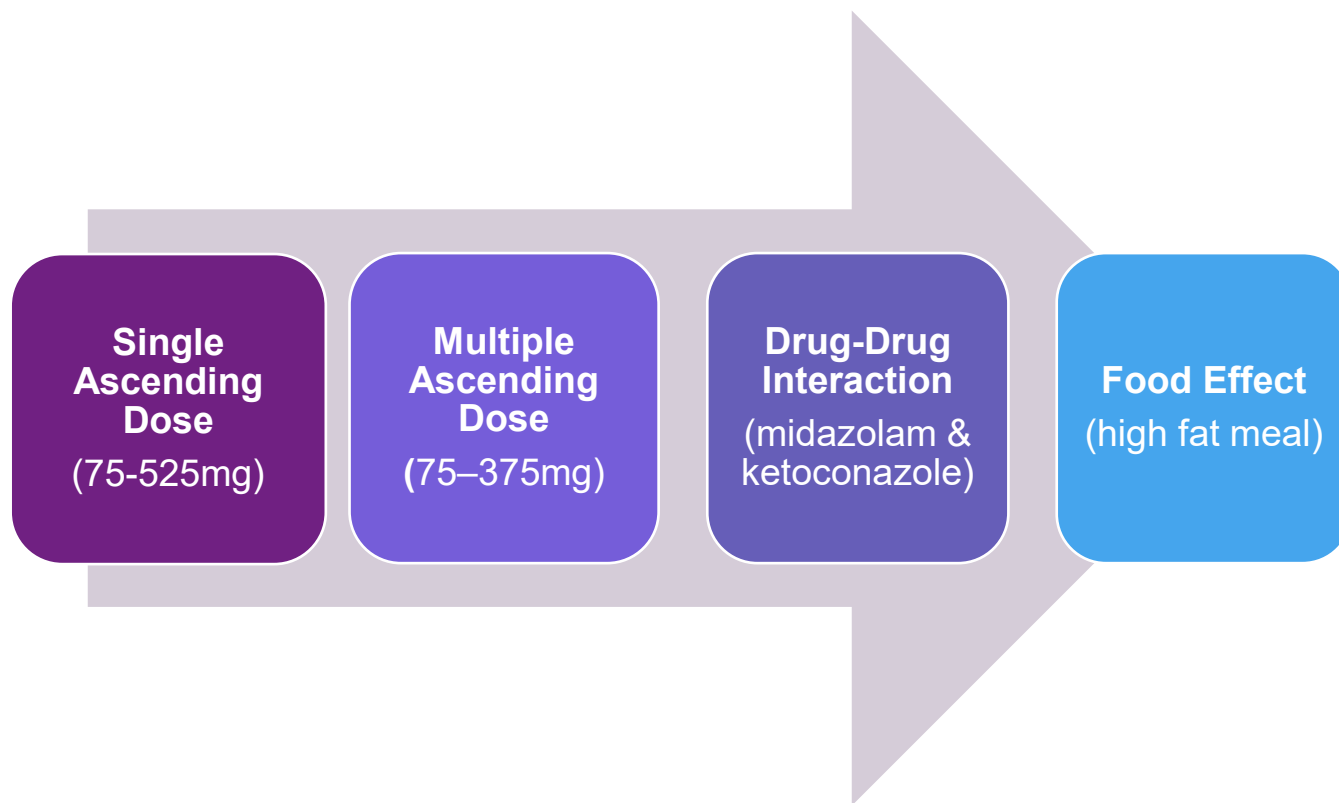 Single
Ascending
Dose
(75-525mg)
Multiple
Ascending
Dose
(75–375mg)
Drug-Drug
Interaction
(midazolam &
ketoconazole)
Food Effect
(high fat meal)